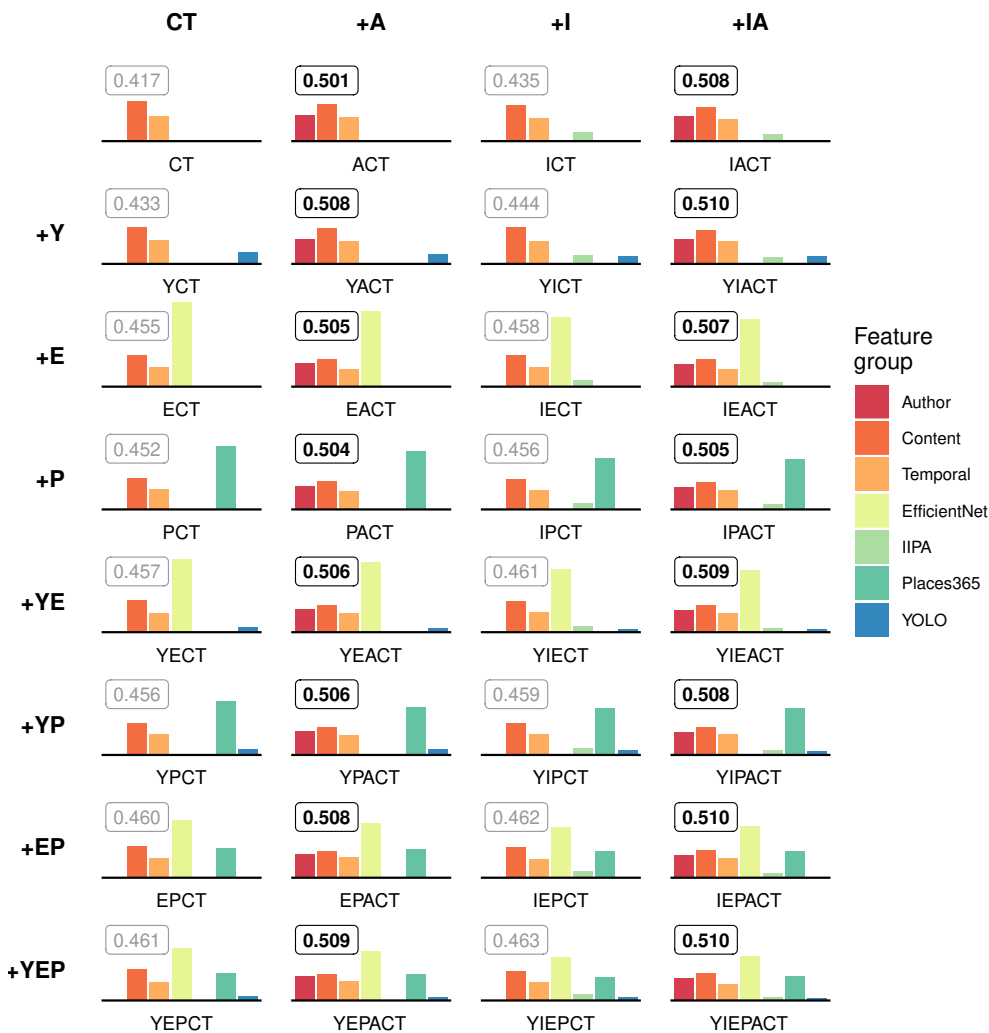 CT +A +I +IA
0.417 0.501 0.435 0.508
CT ACT ICT IACT
+Y
0.433 0.508 0.444 0.510
YCT YACT YICT YIACT
+E
0.455 0.505 0.458 0.507
ECT EACT IECT IEACT
+P
0.452 0.504 0.456 0.505
PCT PACT IPCT IPACT
+YE
0.457 0.506 0.461 0.509
YECT YEACT YIECT YIEACT
+YP
0.456 0.506 0.459 0.508
YPCT YPACT YIPCT YIPACT
+EP
0.460 0.508 0.462 0.510
EPCT EPACT IEPCT IEPACT
+YEP
0.461 0.509 0.463 0.510
YEPCT YEPACT YIEPCT YIEPACT
Feature
group
Author
Content
Temporal
EfficientNet
IIPA
Places365
YOLO